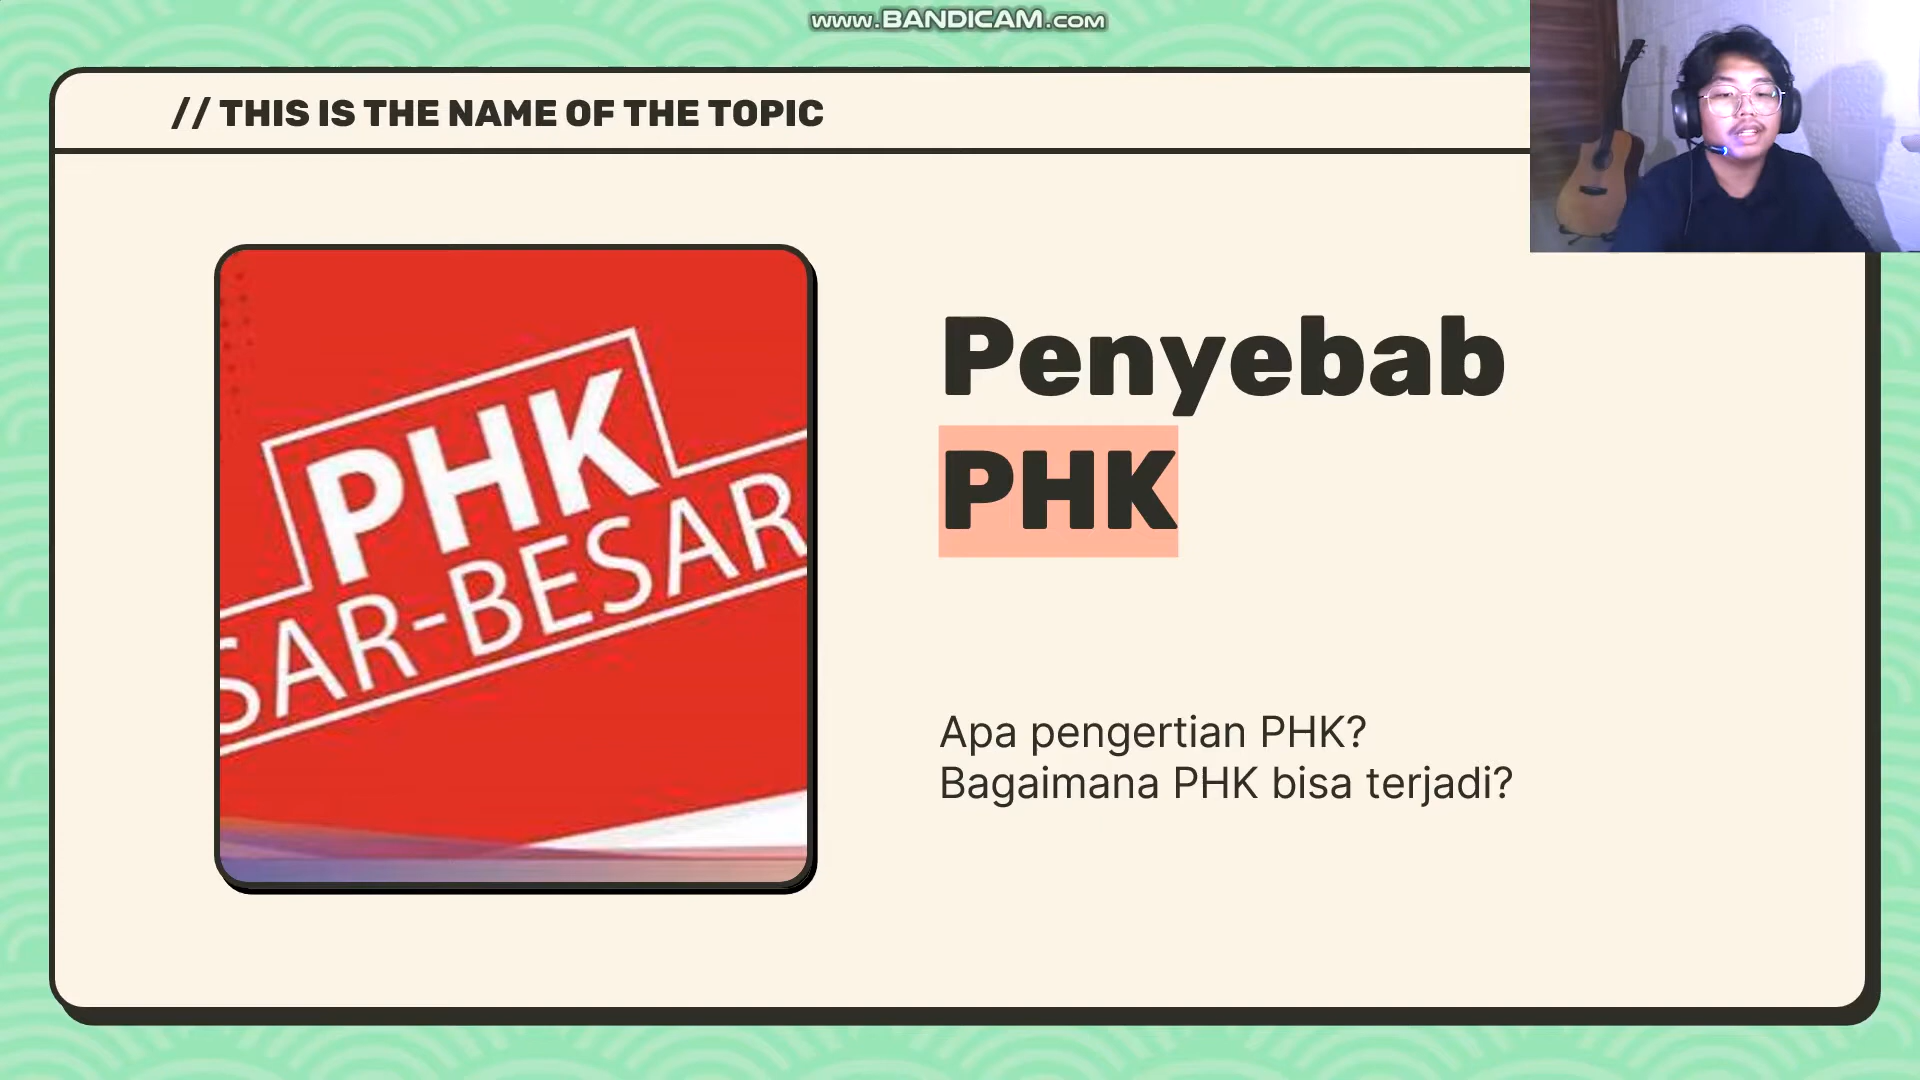 www.BANDICAM.com
// THIS IS THE NAME OF THE TOPIC
PHK
SAR-BESAR
Penyebab
PHK
Apa pengertian PHK?
Bagaimana PHK bisa terjadi?